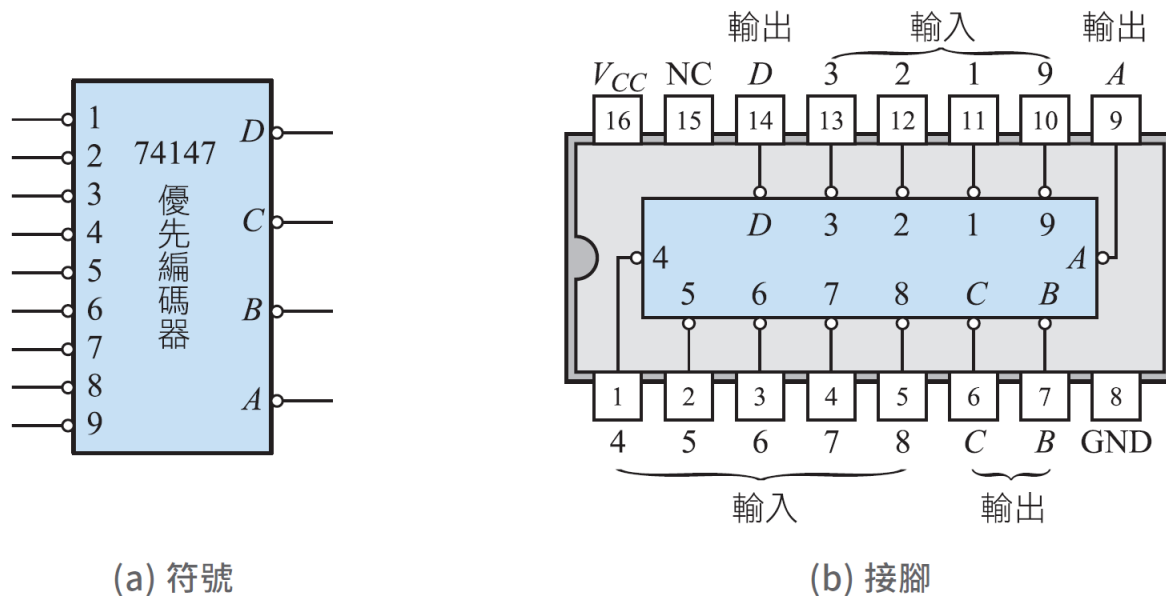 1
2
3
4
5
6
7
8
9
74147
優先編碼器
D
C
B
A
(a) 符號
輸出 輸入 輸出
VCC NC D 3 2 1 9 A
16 15 14 13 12 11 10 9
D 3 2 1 9
4 A
5 6 7 8 C B
1 2 3 4 5 6 7 8
4 5 6 7 8 C B GND
輸入 輸出
(b) 接腳